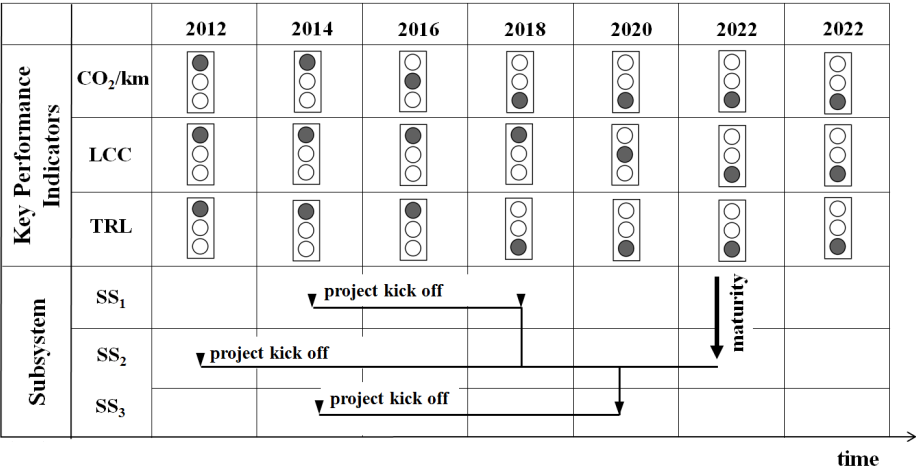 2012 2014 2016 2018 2020 2022 2022
Key Performance
Indicators
CO₂/km
LCC
TRL
Subsystem
SS₁
project kick off
maturity
SS₂
project kick off
SS₃
project kick off
time